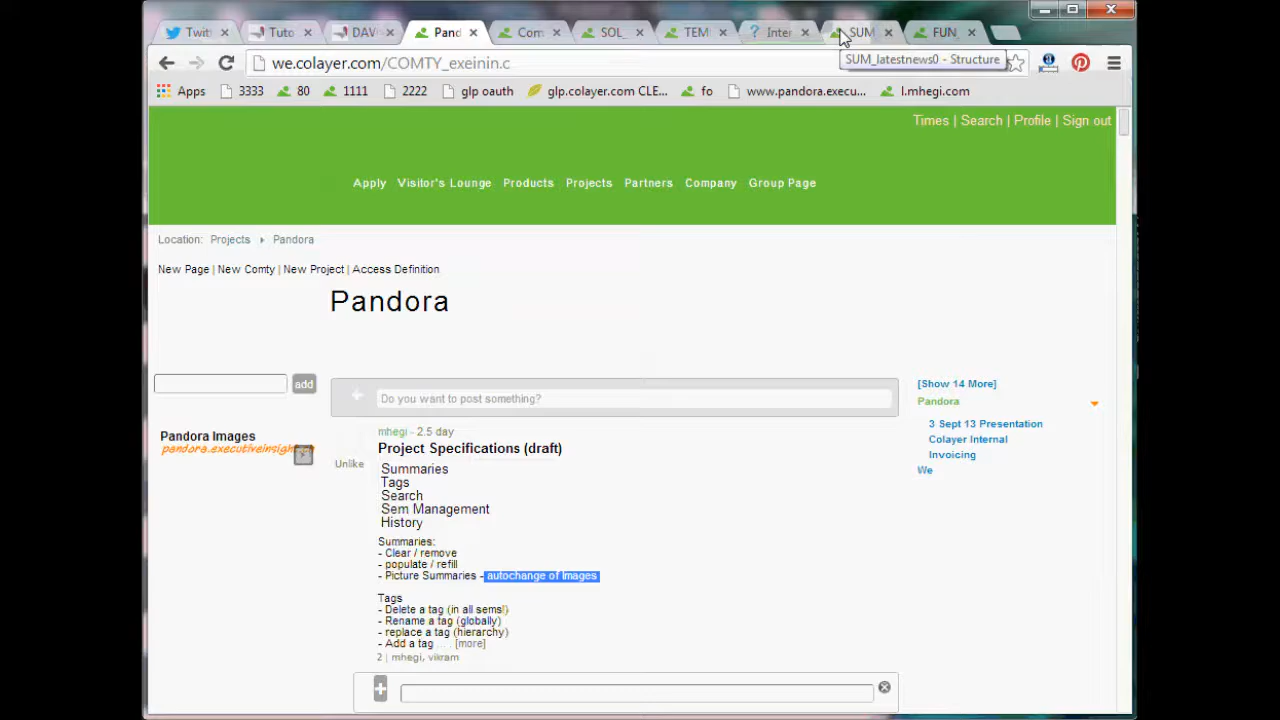 Twitt
Tuto
DAV
Pand
Com
SOL_
TEM
Inter
SUM
FUN_
we.colayer.com/COMTY_exeinin.c
SUM_latestnews0 - Structure
Apps
3333
80
1111
2222
glp oauth
glp.colayer.com CLE...
fo
www.pandora.execu...
l.mhegi.com
Times | Search | Profile | Sign out
Apply Visitor's Lounge Products Projects Partners Company Group Page
Location: Projects Pandora
New Page | New Comty | New Project | Access Definition
Pandora
add
Do you want to post something?
[Show 14 More]
Pandora
3 Sept 13 Presentation
Colayer Internal
Invoicing
We
Pandora Images
pandora.executiveinsigh
mhegi - 2.5 day
Project Specifications (draft)
Unlike
Summaries
Tags
Search
Sem Management
History
Summaries:
- Clear / remove
- populate / refill
- Picture Summaries - autochange of Images
Tags
- Delete a tag (in all sems!)
- Rename a tag (globally)
- replace a tag (hierarchy)
- Add a tag ... [more]
2 | mhegi, vikram